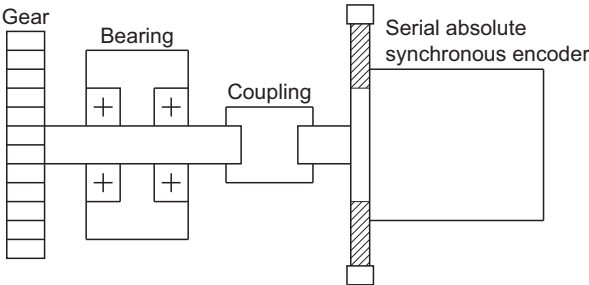 Gear
Bearing
Coupling
Serial absolute
synchronous encoder